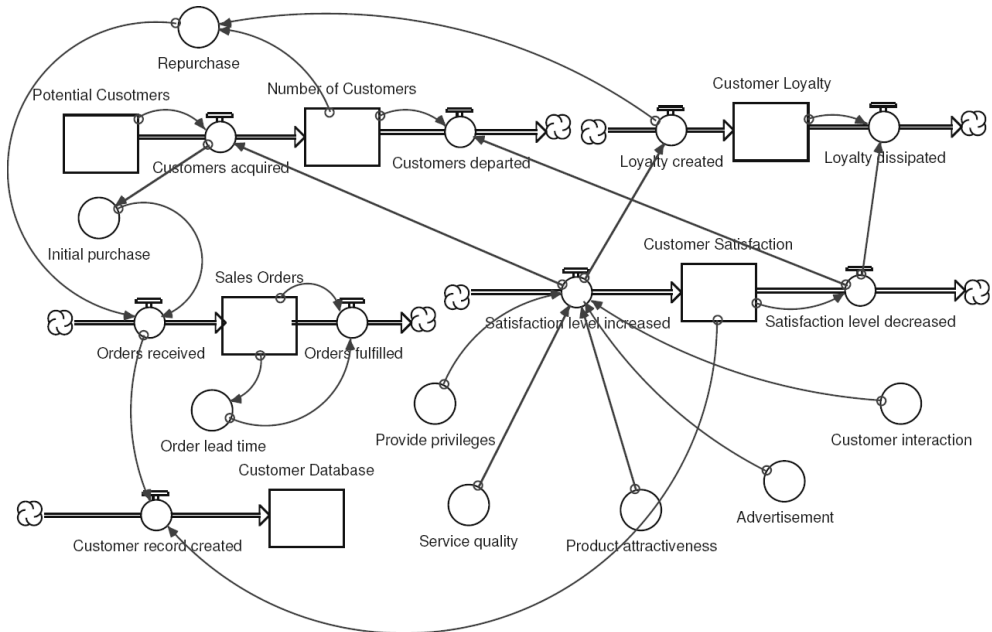 Repurchase
Number of Customers
Customer Loyalty
Potential Cusotmers
Customers acquired
Customers departed
Loyalty created
Loyalty dissipated
Initial purchase
Customer Satisfaction
Sales Orders
Satisfaction level increased
Satisfaction level decreased
Orders received
Orders fulfilled
Provide privileges
Customer interaction
Order lead time
Customer Database
Advertisement
Service quality
Product attractiveness
Customer record created